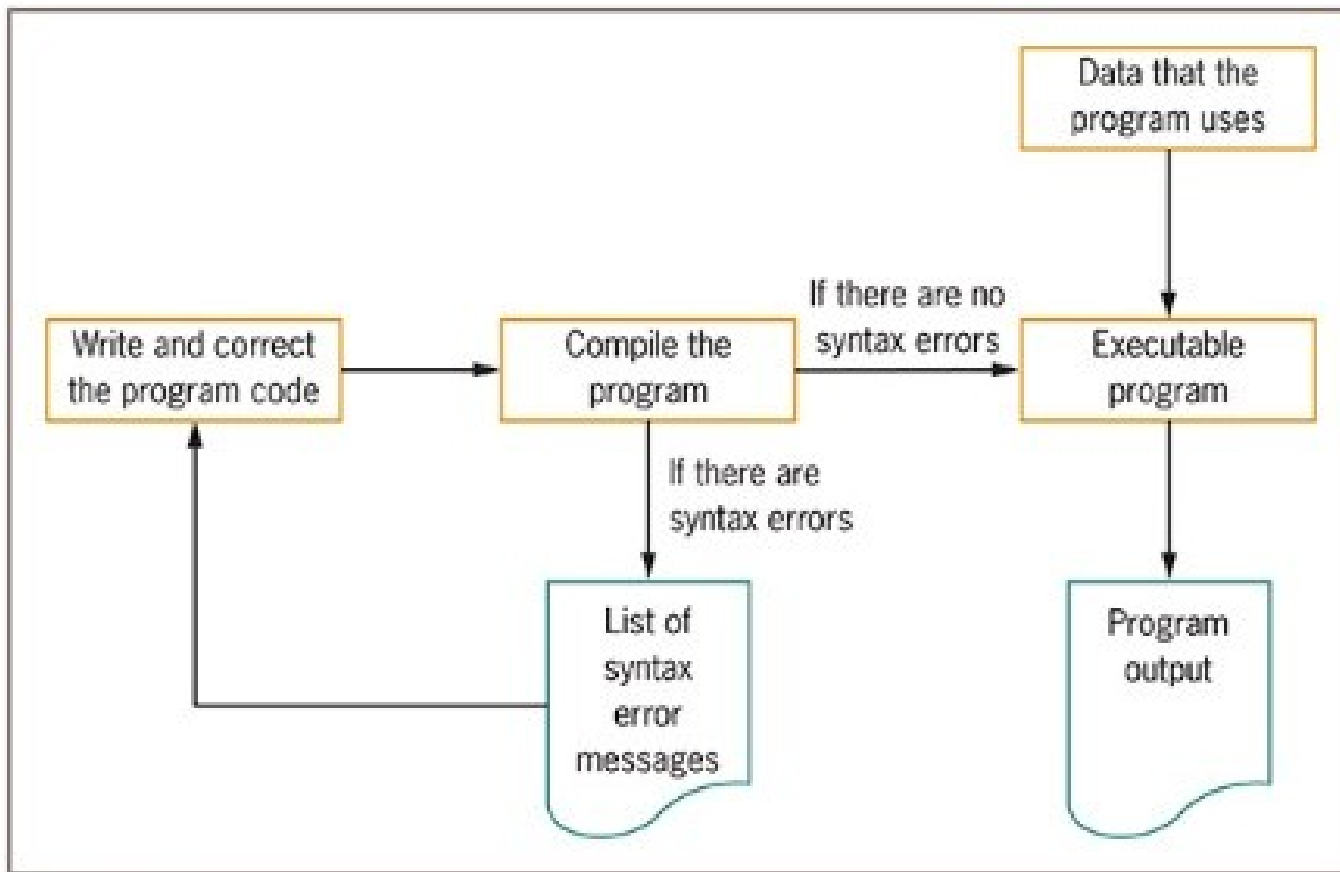 Data that the
program uses
If there are no
syntax errors
Write and correct
the program code
Compile the
program
Executable
program
If there are
syntax errors
List of
syntax
error
messages
Program
output